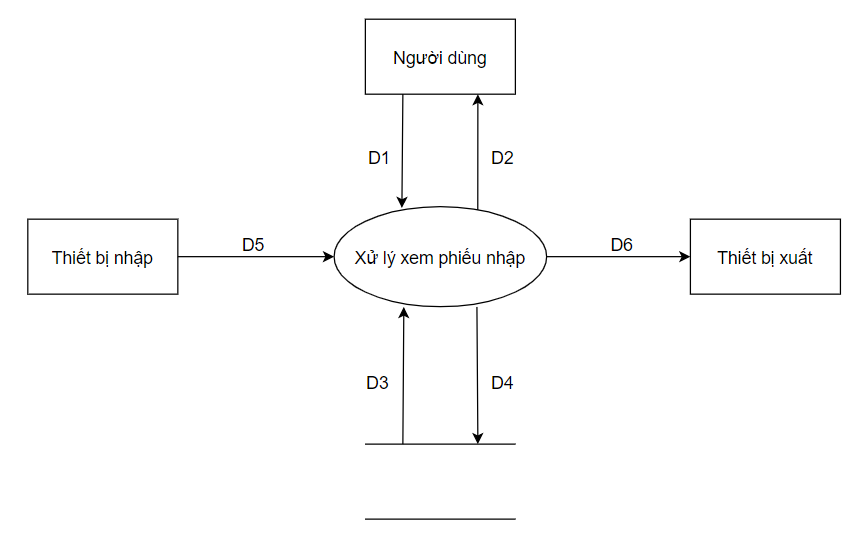 Người dùng
D1
D2
Thiết bị nhập
D5
Xử lý xem phiếu nhập
D6
Thiết bị xuất
D3
D4